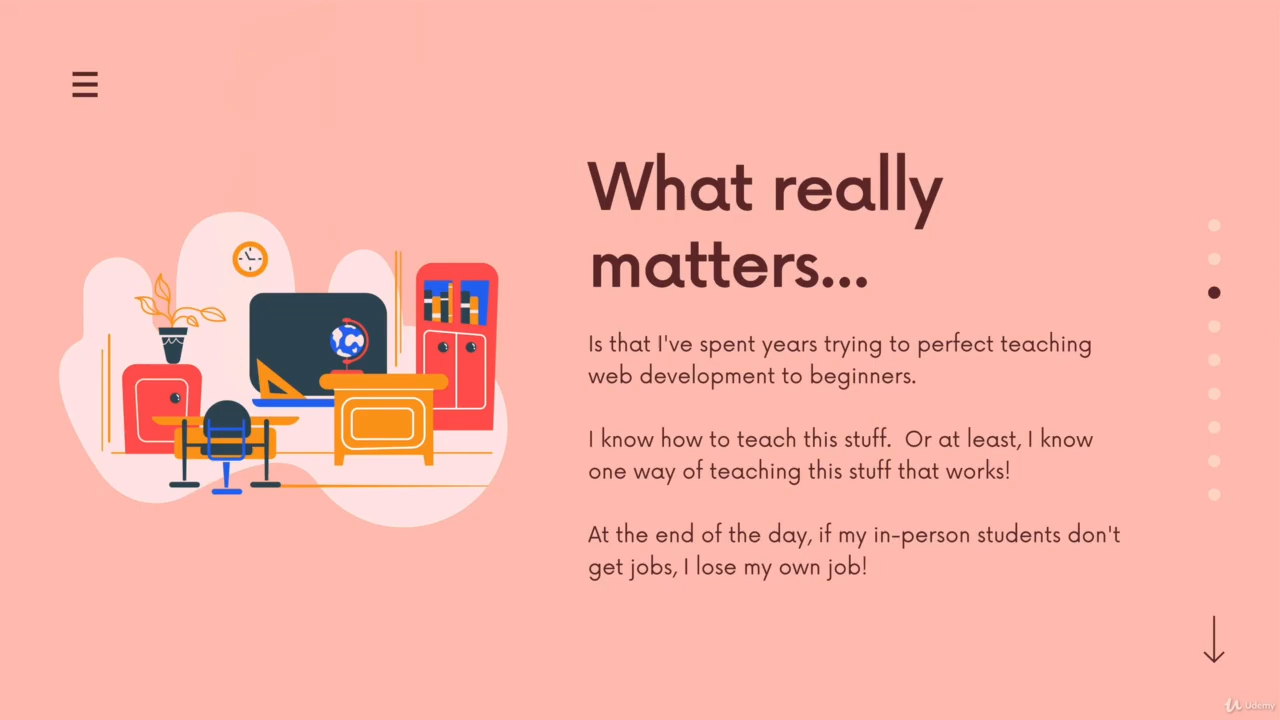 What really
matters...
Is that I've spent years trying to perfect teaching
web development to beginners.
I know how to teach this stuff.  Or at least, I know
one way of teaching this stuff that works!
At the end of the day, if my in-person students don't
get jobs, I lose my own job!
Udemy